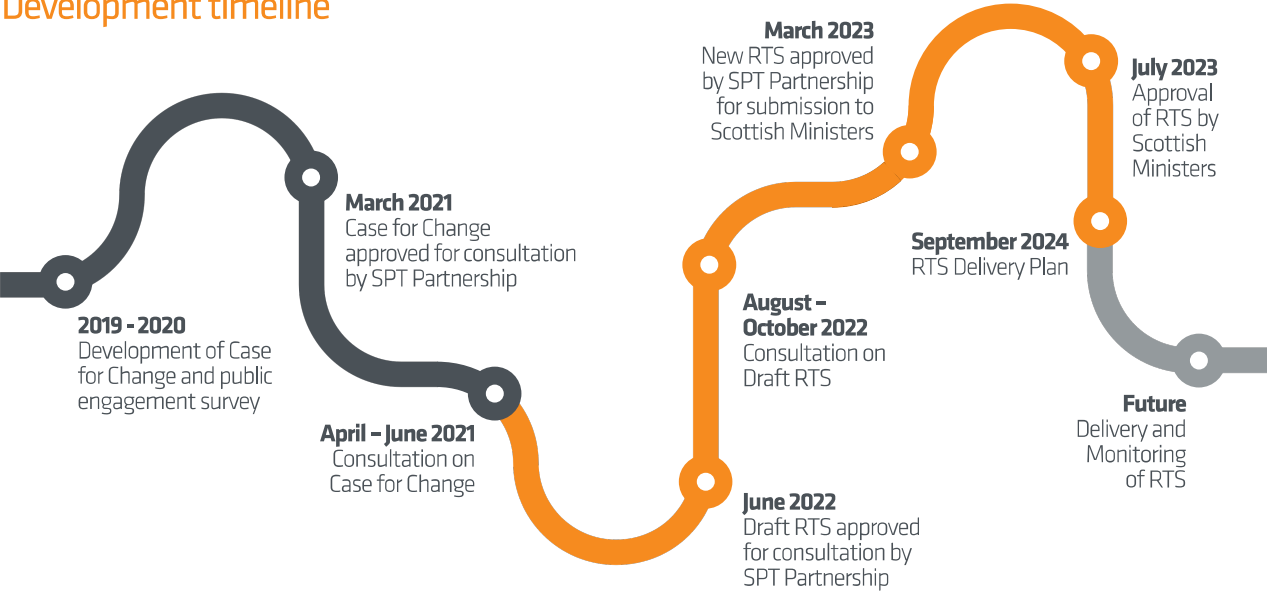 Development timeline
2019 - 2020
Development of Case
for Change and public
engagement survey
March 2021
Case for Change
approved for consultation
by SPT Partnership
April – June 2021
Consultation on
Case for Change
June 2022
Draft RTS approved
for consultation by
SPT Partnership
August –
October 2022
Consultation on
Draft RTS
March 2023
New RTS approved
by SPT Partnership
for submission to
Scottish Ministers
July 2023
Approval
of RTS by
Scottish
Ministers
September 2024
RTS Delivery Plan
Future
Delivery and
Monitoring
of RTS